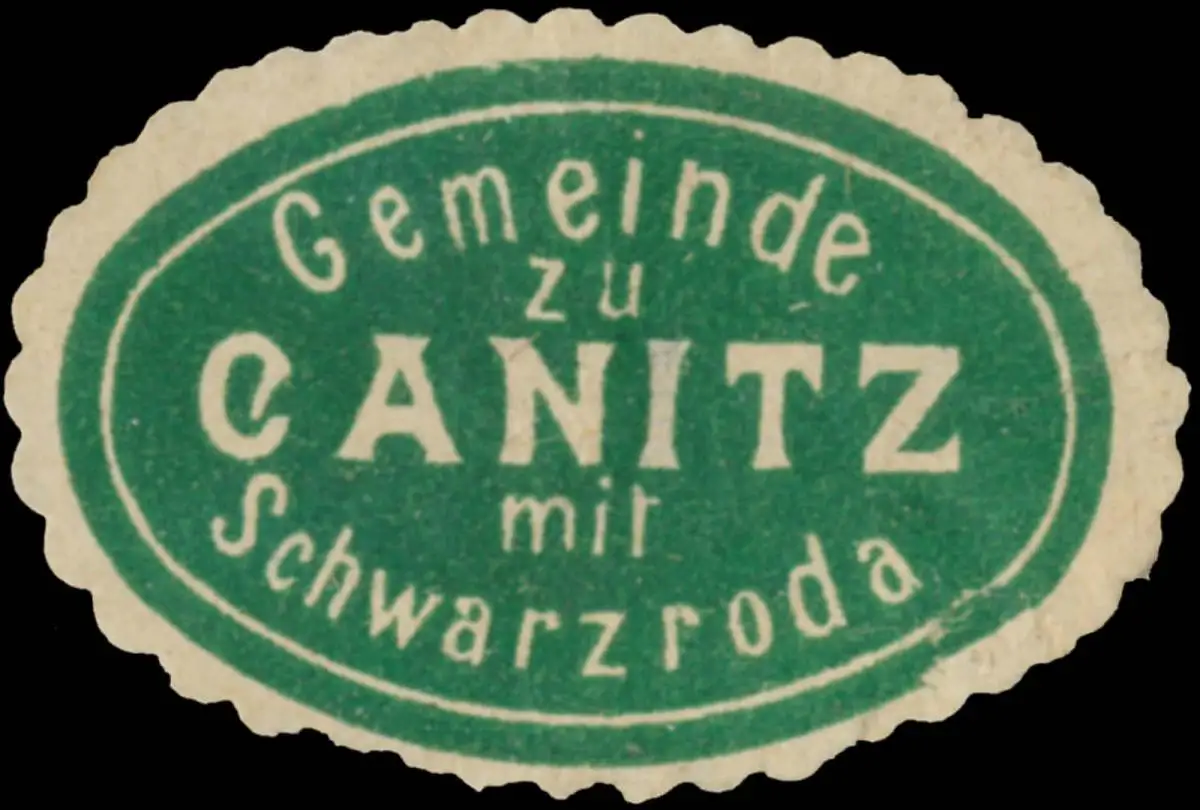 Gemeinde
zu
CANITZ
mit
Schwarzroda